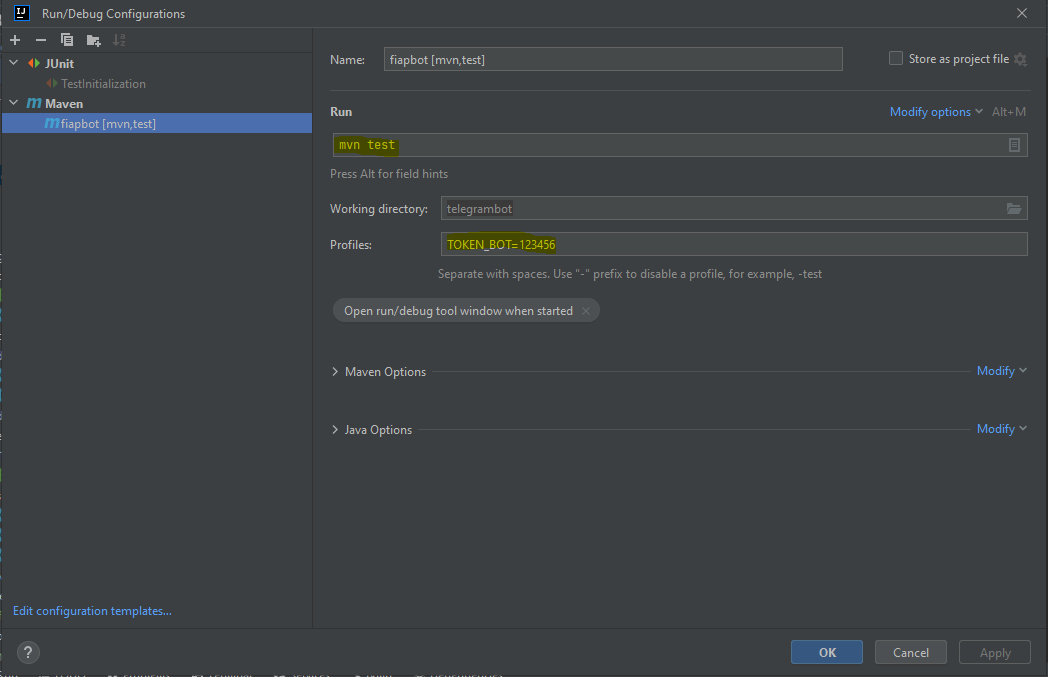 Run/Debug Configurations
JUnit
TestInitialization
Maven
fiapbot [mvn,test]
Edit configuration templates...
Name: fiapbot [mvn,test] Store as project file
Run Modify options Alt+M
mvn test
Press Alt for field hints
Working directory: telegrambot
Profiles: TOKEN_BOT=123456
Separate with spaces. Use "-" prefix to disable a profile, for example, -test
Open run/debug tool window when started
Maven Options Modify
Java Options Modify
? OK Cancel Apply